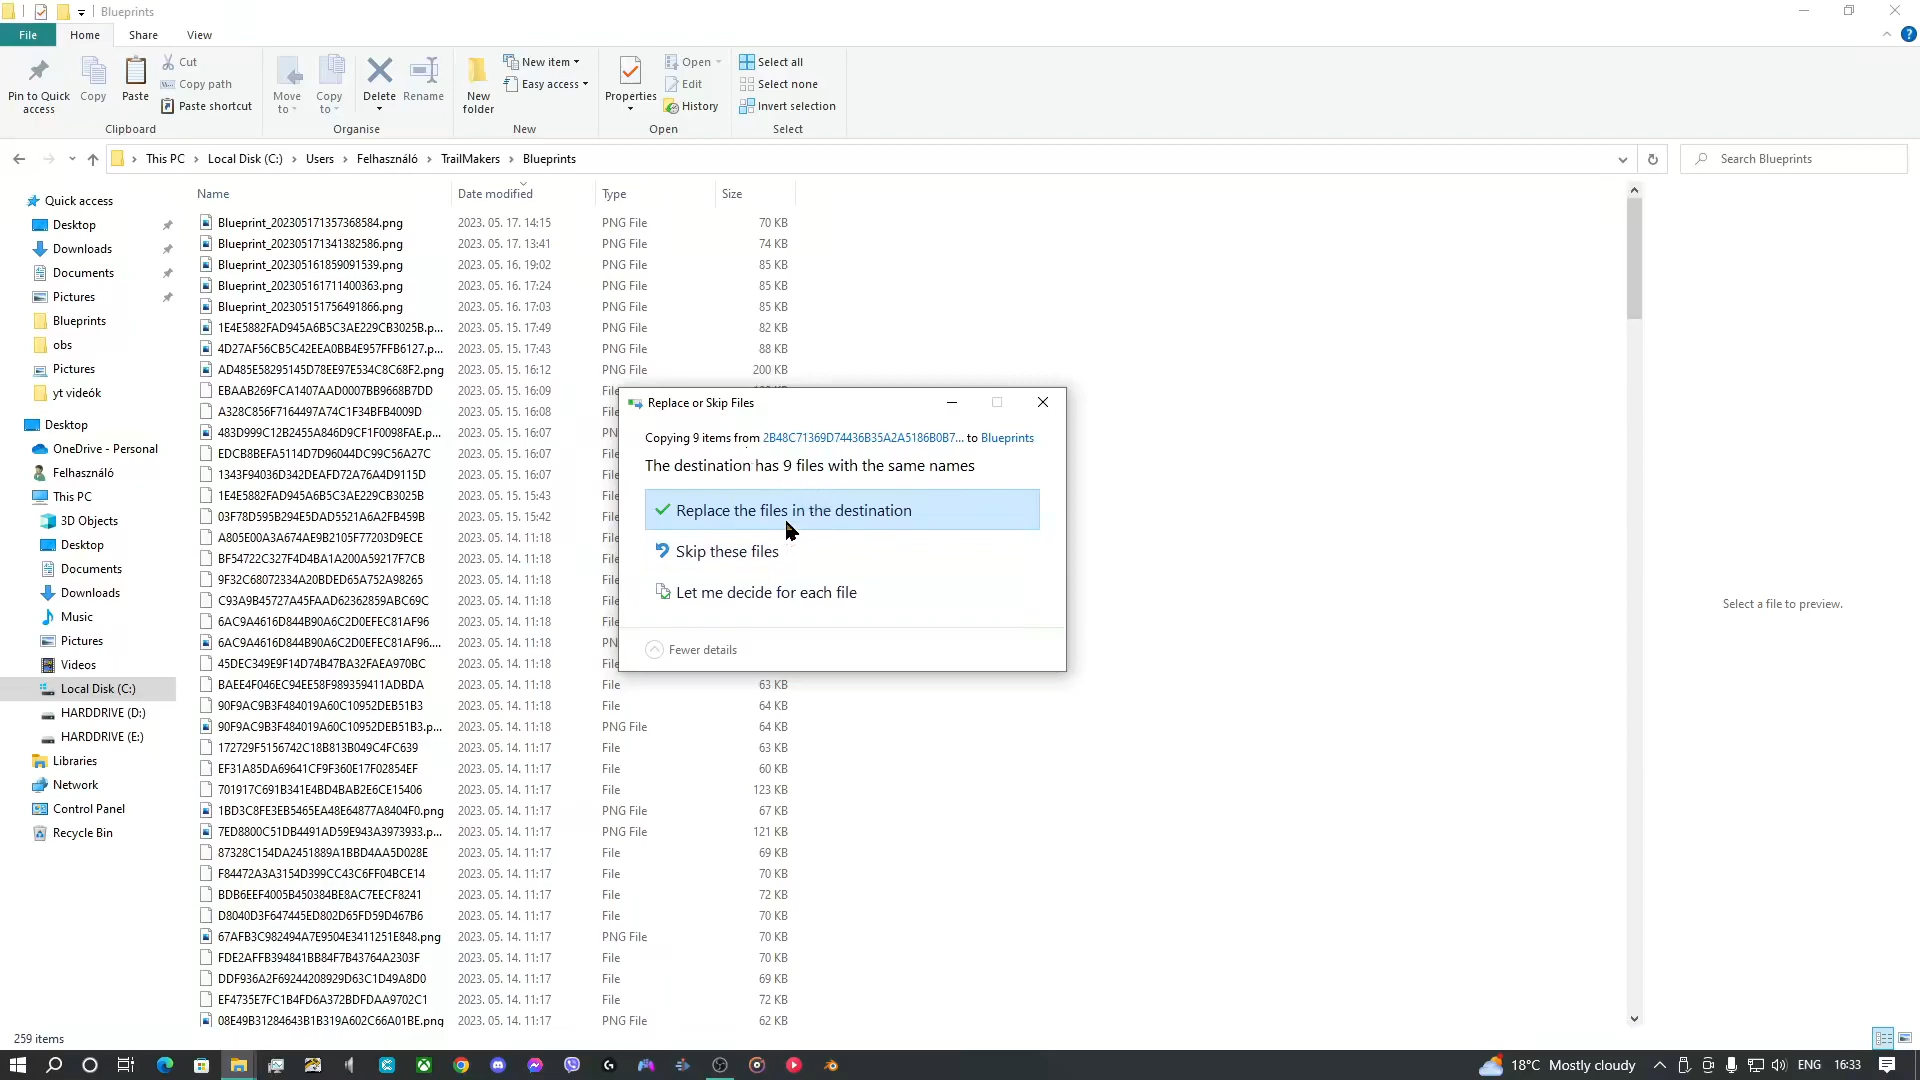 Blueprints
File
Home
Share
View
Pin to Quick access
Copy
Paste
Cut
Copy path
Paste shortcut
Clipboard
Move to
Copy to
Delete
Rename
Organise
New folder
New item
Easy access
New
Properties
Open
Edit
History
Open
Select all
Select none
Invert selection
Select
This PC
Local Disk (C:)
Users
Felhasználó
TrailMakers
Blueprints
Search Blueprints
Quick access
Desktop
Downloads
Documents
Pictures
Blueprints
obs
Pictures
yt videók
Desktop
OneDrive - Personal
Felhasználó
This PC
3D Objects
Desktop
Documents
Downloads
Music
Pictures
Videos
Local Disk (C:)
HARDDRIVE (D:)
HARDDRIVE (E:)
Libraries
Network
Control Panel
Recycle Bin
Name Date modified Type Size
Blueprint_202305171357368584.png 2023. 05. 17. 14:15 PNG File 70 KB
Blueprint_202305171341382586.png 2023. 05. 17. 13:41 PNG File 74 KB
Blueprint_202305161859091539.png 2023. 05. 16. 19:02 PNG File 85 KB
Blueprint_202305161711400363.png 2023. 05. 16. 17:24 PNG File 85 KB
Blueprint_202305151756491866.png 2023. 05. 16. 17:03 PNG File 85 KB
1E4E5882FAD945A6B5C3AE229CB3025B.p... 2023. 05. 15. 17:49 PNG File 82 KB
4D27AF56CB5C42EEA0BB4E957FFB6127.p... 2023. 05. 15. 17:43 PNG File 88 KB
AD485E58295145D78EE97E534C8C68F2.png 2023. 05. 15. 16:12 PNG File 200 KB
EBAAB269FCA1407AAD0007BB9668B7DD 2023. 05. 15. 16:09
A328C856F7164497A74C1F34BFB4009D 2023. 05. 15. 16:08
483D999C12B2455A846D9CF1F0098FAE.p... 2023. 05. 15. 16:07
EDCB8BEFA5114D7D96044DC99C56A27C 2023. 05. 15. 16:07
1343F94036D342DEAFD72A76A4D9115D 2023. 05. 15. 16:07
1E4E5882FAD945A6B5C3AE229CB3025B 2023. 05. 15. 15:43
03F78D595B294E5DAD5521A6A2FB459B 2023. 05. 15. 15:42
A805E00A3A674AE9B2105F77203D9ECE 2023. 05. 14. 11:18
BF54722C327F4D4BA1A200A59217F7CB 2023. 05. 14. 11:18
9F32C68072334A20BDED65A752A98265 2023. 05. 14. 11:18
C93A9B45727A45FAAD62362859ABC69C 2023. 05. 14. 11:18
6AC9A4616D844B90A6C2D0EFEC81AF96 2023. 05. 14. 11:18
6AC9A4616D844B90A6C2D0EFEC81AF96.... 2023. 05. 14. 11:18
45DEC349E9F14D74B47BA32FAEA970BC 2023. 05. 14. 11:18
BAEE4F046EC94EE58F989359411ADBDA 2023. 05. 14. 11:18 File 63 KB
90F9AC9B3F484019A60C10952DEB51B3 2023. 05. 14. 11:18 File 64 KB
90F9AC9B3F484019A60C10952DEB51B3.p... 2023. 05. 14. 11:18 PNG File 64 KB
172729F5156742C18B813B049C4FC639 2023. 05. 14. 11:17 File 63 KB
EF31A85DA69641CF9F360E17F02854EF 2023. 05. 14. 11:17 File 60 KB
701917C691B341E4BD4BAB2E6CE15406 2023. 05. 14. 11:17 File 123 KB
1BD3C8FE3EB5465EA48E64877A8404F0.png 2023. 05. 14. 11:17 PNG File 67 KB
7ED8800C51DB4491AD59E943A3973933.p... 2023. 05. 14. 11:17 PNG File 121 KB
87328C154DA2451889A1BBD4AA5D028E 2023. 05. 14. 11:17 File 69 KB
F84472A3A3154D399CC43C6FF04BCE14 2023. 05. 14. 11:17 File 70 KB
BDB6EEF4005B450384BE8AC7EECF8241 2023. 05. 14. 11:17 File 72 KB
D8040D3F647445ED802D65FD59D467B6 2023. 05. 14. 11:17 File 70 KB
67AFB3C982494A7E9504E3411251E848.png 2023. 05. 14. 11:17 PNG File 70 KB
FDE2AFFB394841BB84F7B43764A2303F 2023. 05. 14. 11:17 File 70 KB
DDF936A2F69244208929D63C1D49A8D0 2023. 05. 14. 11:17 File 69 KB
EF4735E7FC1B4FD6A372BDFDAA9702C1 2023. 05. 14. 11:17 File 72 KB
08E49B31284643B1B319A602C66A01BE.png 2023. 05. 14. 11:17 PNG File 62 KB
Replace or Skip Files
Copying 9 items from 2B48C71369D74436B35A2A5186B0B7... to Blueprints
The destination has 9 files with the same names
Replace the files in the destination
Skip these files
Let me decide for each file
Fewer details
Select a file to preview.
259 items
18°C Mostly cloudy
ENG
16:33